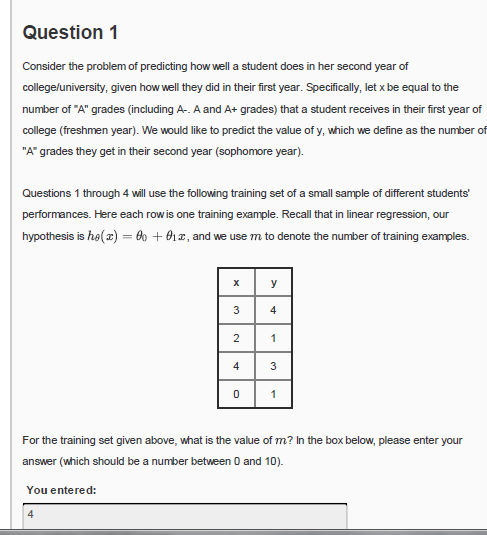 Question 1
Consider the problem of predicting how well a student does in her second year of
college/university, given how well they did in their first year. Specifically, let x be equal to the
number of "A" grades (including A-. A and A+ grades) that a student receives in their first year of
college (freshmen year). We would like to predict the value of y, which we define as the number of
"A" grades they get in their second year (sophomore year).
Questions 1 through 4 will use the following training set of a small sample of different students'
performances. Here each row is one training example. Recall that in linear regression, our
hypothesis is hθ(x) = θ0 + θ1x, and we use m to denote the number of training examples.
x y
3 4
2 1
4 3
0 1
For the training set given above, what is the value of m? In the box below, please enter your
answer (which should be a number between 0 and 10).
You entered:
4